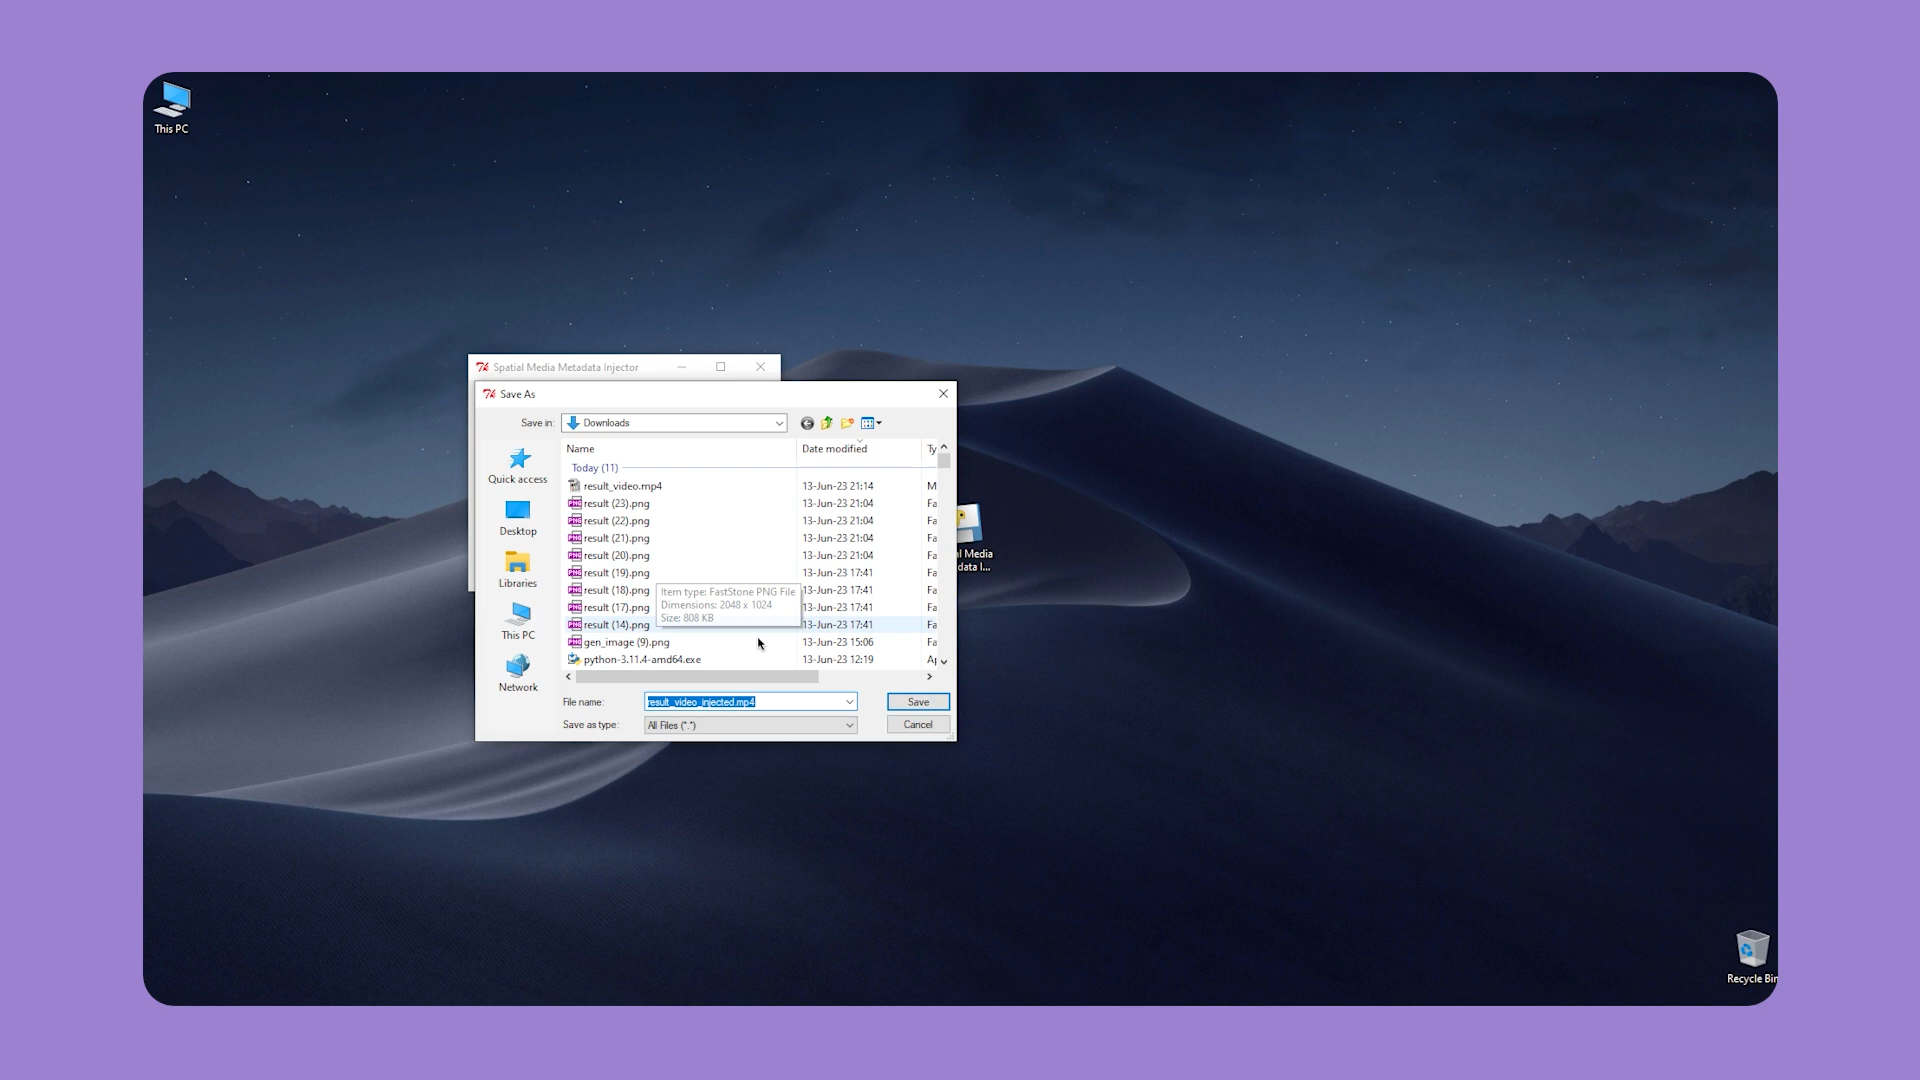 This PC
Spatial Media Metadata Injector
Save As
Save in:
Downloads
Name
Date modified
Ty
Quick access
Desktop
Libraries
This PC
Network
Today (11)
result_video.mp4 13-Jun-23 21:14 M
result (23).png 13-Jun-23 21:04 Fa
result (22).png 13-Jun-23 21:04 Fa
result (21).png 13-Jun-23 21:04 Fa
result (20).png 13-Jun-23 21:04 Fa
result (19).png 13-Jun-23 17:41 Fa
result (18).png 13-Jun-23 17:41 Fa
result (17).png 13-Jun-23 17:41 Fa
result (14).png 13-Jun-23 17:41 Fa
gen_image (9).png 13-Jun-23 15:06 Fa
python-3.11.4-amd64.exe 13-Jun-23 12:19 Ap
Item type: FastStone PNG File
Dimensions: 2048 x 1024
Size: 808 KB
File name:
result_video_injected.mp4
Save
Save as type:
All Files (*.*)
Cancel
al Media
data I...
Recycle Bin